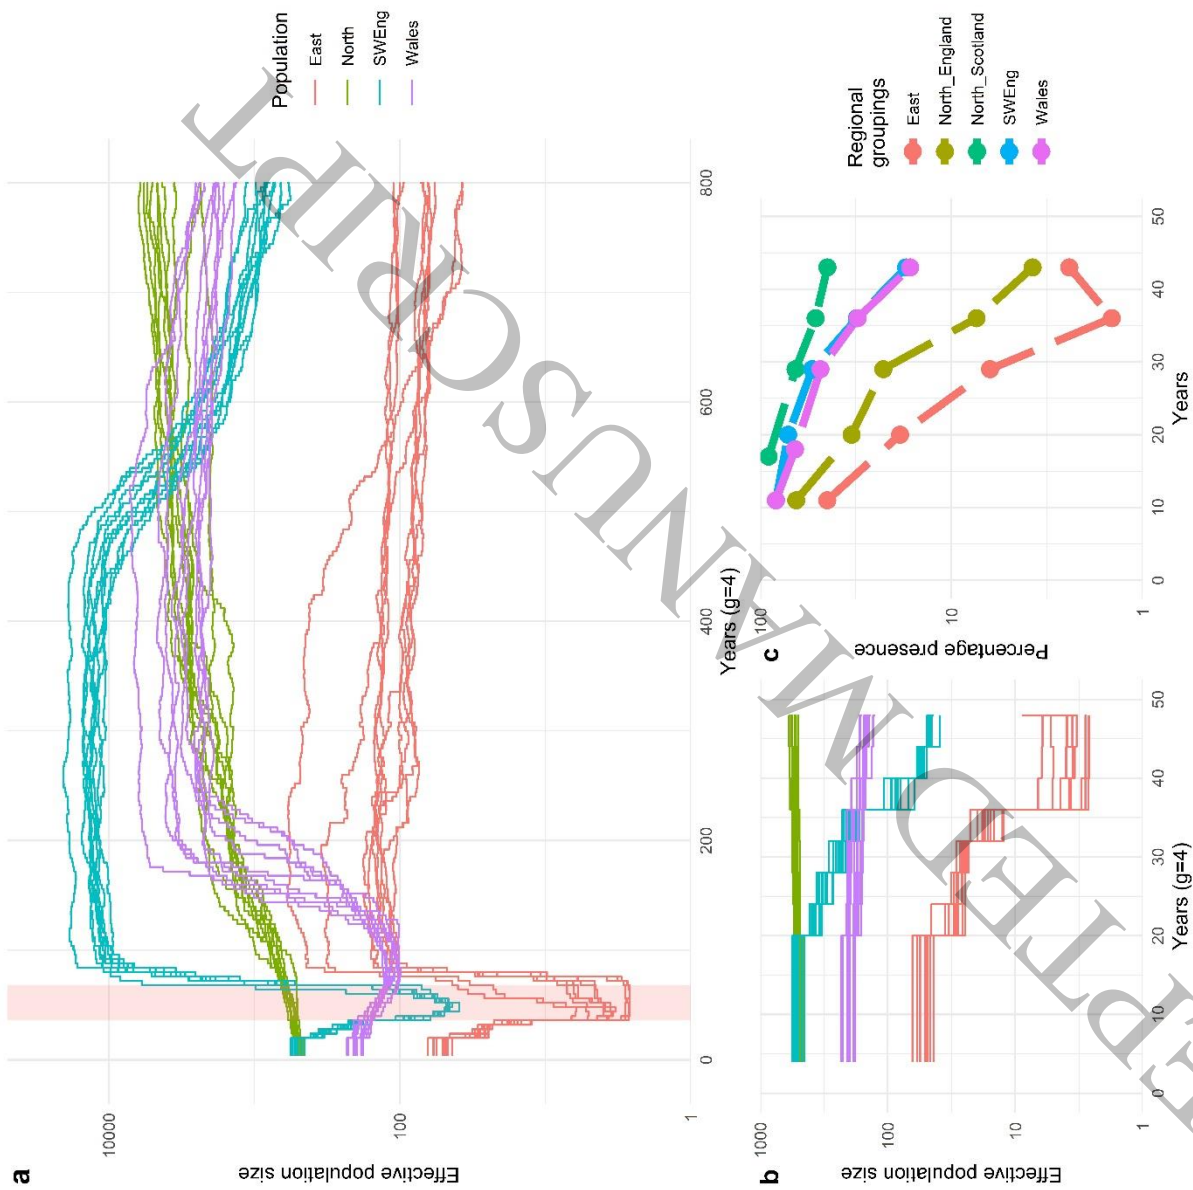 a
Effective population size
10000
100
1
0
200
400
600
800
Years (g=4)
Population
East
North
SWEng
Wales
b
Effective population size
1000
100
10
1
0
10
20
30
40
50
Years (g=4)
c
Percentage presence
100
10
1
0
10
20
30
40
50
Years
Regional
groupings
East
North_England
North_Scotland
SWEng
Wales
EPTED MANUSCRIPT